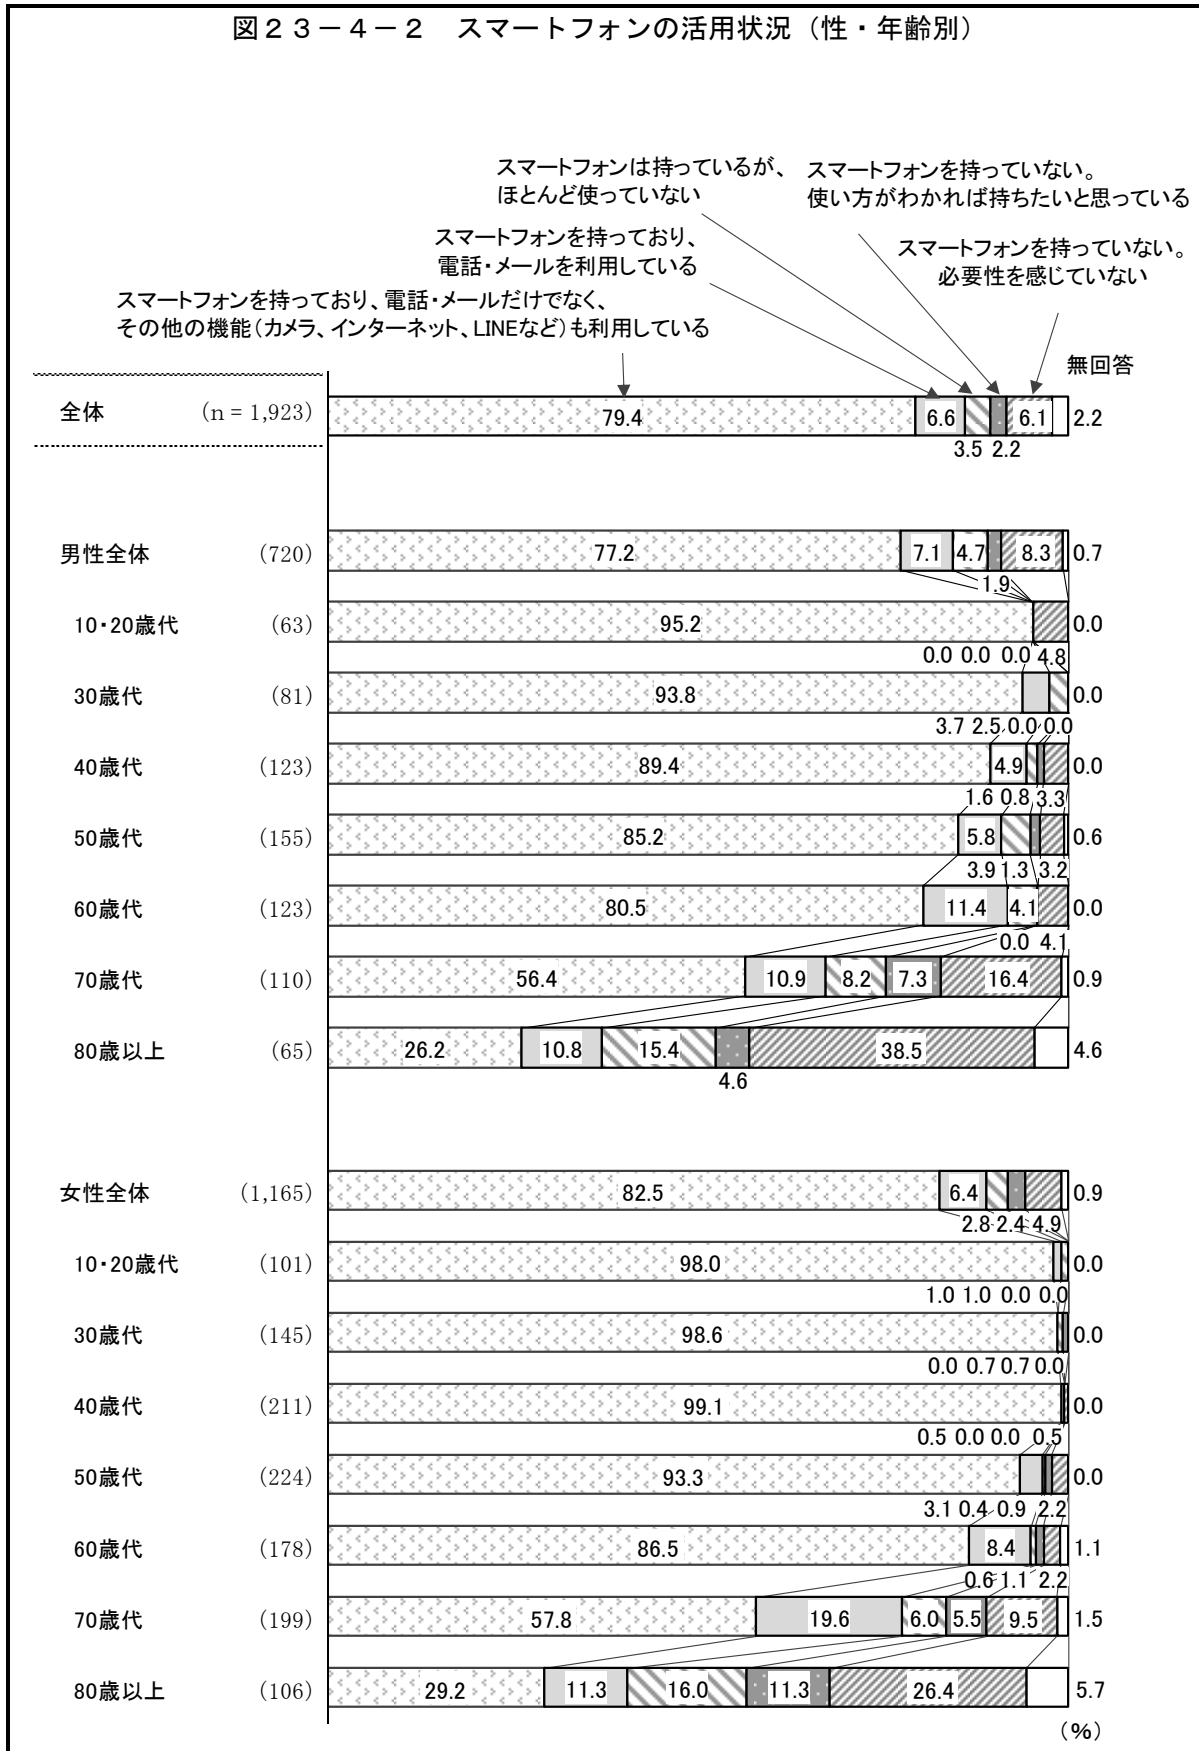 図２３－４－２　スマートフォンの活用状況（性・年齢別）
スマートフォンは持っているが、
ほとんど使っていない
スマートフォンを持っていない。
使い方がわかれば持ちたいと思っている
スマートフォンを持っており、
電話・メールを利用している
スマートフォンを持っていない。
必要性を感じていない
スマートフォンを持っており、電話・メールだけでなく、
その他の機能（カメラ、インターネット、LINEなど）も利用している
無回答
全体 (n = 1,923) 79.4 6.6 6.1 2.2
3.5 2.2
男性全体 (720) 77.2 7.1 4.7 8.3 0.7
1.9
10・20歳代 (63) 95.2 0.0
0.0 0.0 0.0 4.8
30歳代 (81) 93.8 0.0
3.7 2.5 0.0 0.0
40歳代 (123) 89.4 4.9 0.0
1.6 0.8 3.3
50歳代 (155) 85.2 5.8 0.6
3.9 1.3 3.2
60歳代 (123) 80.5 11.4 4.1 0.0
0.0 4.1
70歳代 (110) 56.4 10.9 8.2 7.3 16.4 0.9
80歳以上 (65) 26.2 10.8 15.4 38.5 4.6
4.6
女性全体 (1,165) 82.5 6.4 0.9
2.8 2.4 4.9
10・20歳代 (101) 98.0 0.0
1.0 1.0 0.0 0.0
30歳代 (145) 98.6 0.0
0.0 0.7 0.7 0.0
40歳代 (211) 99.1 0.0
0.5 0.0 0.0 0.5
50歳代 (224) 93.3 0.0
3.1 0.4 0.9 2.2
60歳代 (178) 86.5 8.4 1.1
0.6 1.1 2.2
70歳代 (199) 57.8 19.6 6.0 5.5 9.5 1.5
80歳以上 (106) 29.2 11.3 16.0 11.3 26.4 5.7
（％）